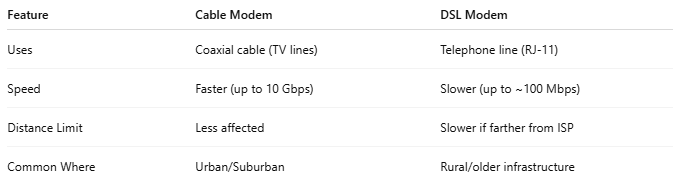 Feature Cable Modem DSL Modem
Uses Coaxial cable (TV lines) Telephone line (RJ-11)
Speed Faster (up to 10 Gbps) Slower (up to ~100 Mbps)
Distance Limit Less affected Slower if farther from ISP
Common Where Urban/Suburban Rural/older infrastructure